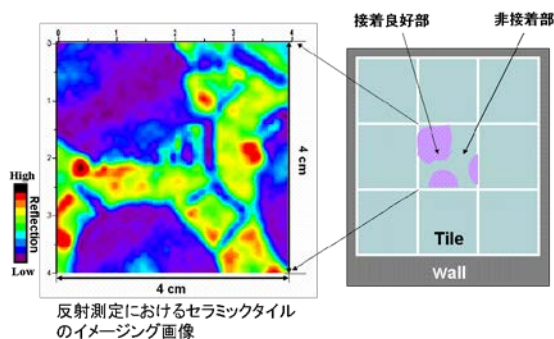 接着良好部
非接着部
0 1 2 3 4
0
1
2
3
4
High
Reflection
Low
4 cm
4 cm
Tile
Wall
反射測定におけるセラミックタイル
のイメージング画像